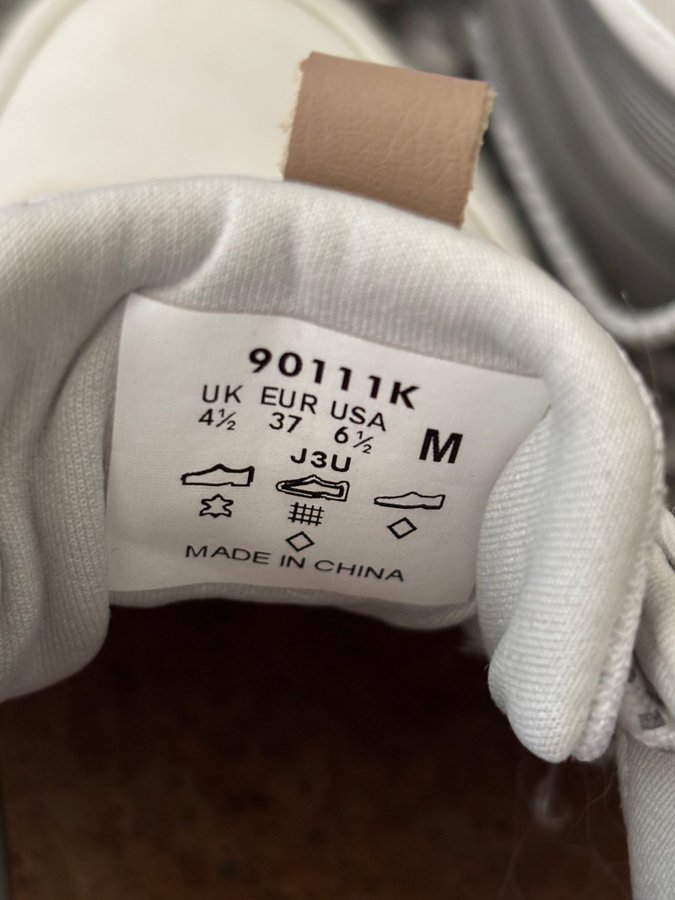 90111K
UK EUR USA
4½ 37 6½ M
J3U
MADE IN CHINA